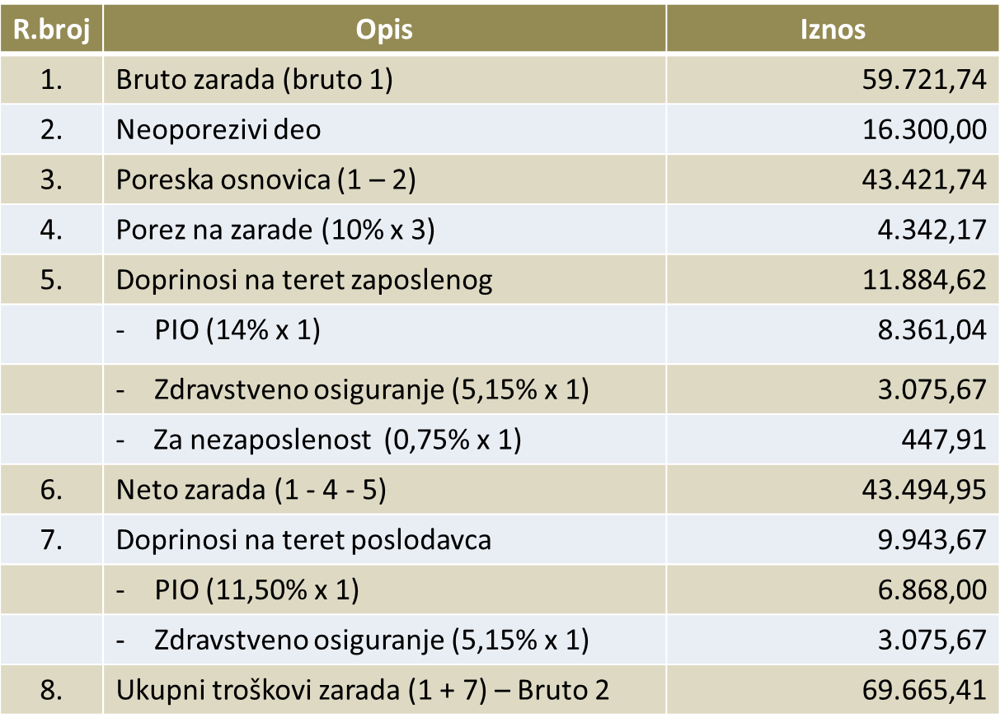 R.broj Opis Iznos
1. Bruto zarada (bruto 1) 59.721,74
2. Neoporezivi deo 16.300,00
3. Poreska osnovica (1 – 2) 43.421,74
4. Porez na zarade (10% x 3) 4.342,17
5. Doprinosi na teret zaposlenog 11.884,62
- PIO (14% x 1) 8.361,04
- Zdravstveno osiguranje (5,15% x 1) 3.075,67
- Za nezaposlenost (0,75% x 1) 447,91
6. Neto zarada (1 - 4 - 5) 43.494,95
7. Doprinosi na teret poslodavca 9.943,67
- PIO (11,50% x 1) 6.868,00
- Zdravstveno osiguranje (5,15% x 1) 3.075,67
8. Ukupni troškovi zarada (1 + 7) – Bruto 2 69.665,41